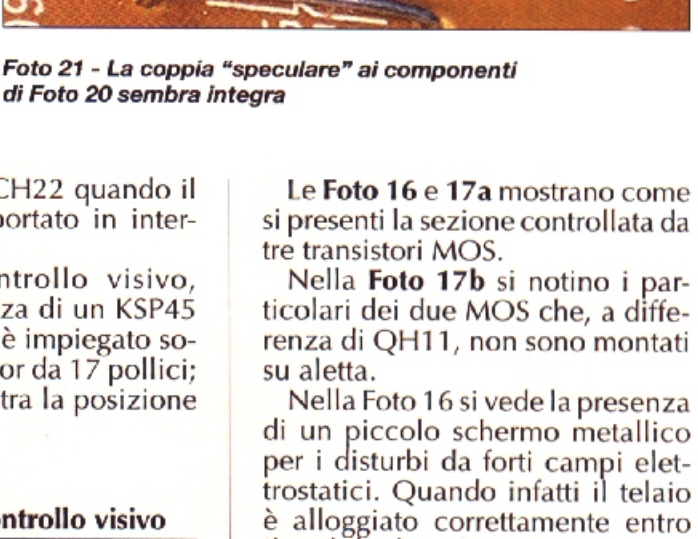 Foto 21 - La coppia “speculare” ai componenti
di Foto 20 sembra integra
CH22 quando il
portato in inter-
ntrollo visivo,
za di un KSP45
è impiegato so-
or da 17 pollici;
tra la posizione
ontrollo visivo
Le Foto 16 e 17a mostrano come
si presenti la sezione controllata da
tre transistori MOS.
Nella Foto 17b si notino i par-
ticolari dei due MOS che, a diffe-
renza di QH11, non sono montati
su aletta.
Nella Foto 16 si vede la presenza
di un piccolo schermo metallico
per i disturbi da forti campi elet-
trostatici. Quando infatti il telaio
è alloggiato correttamente entro